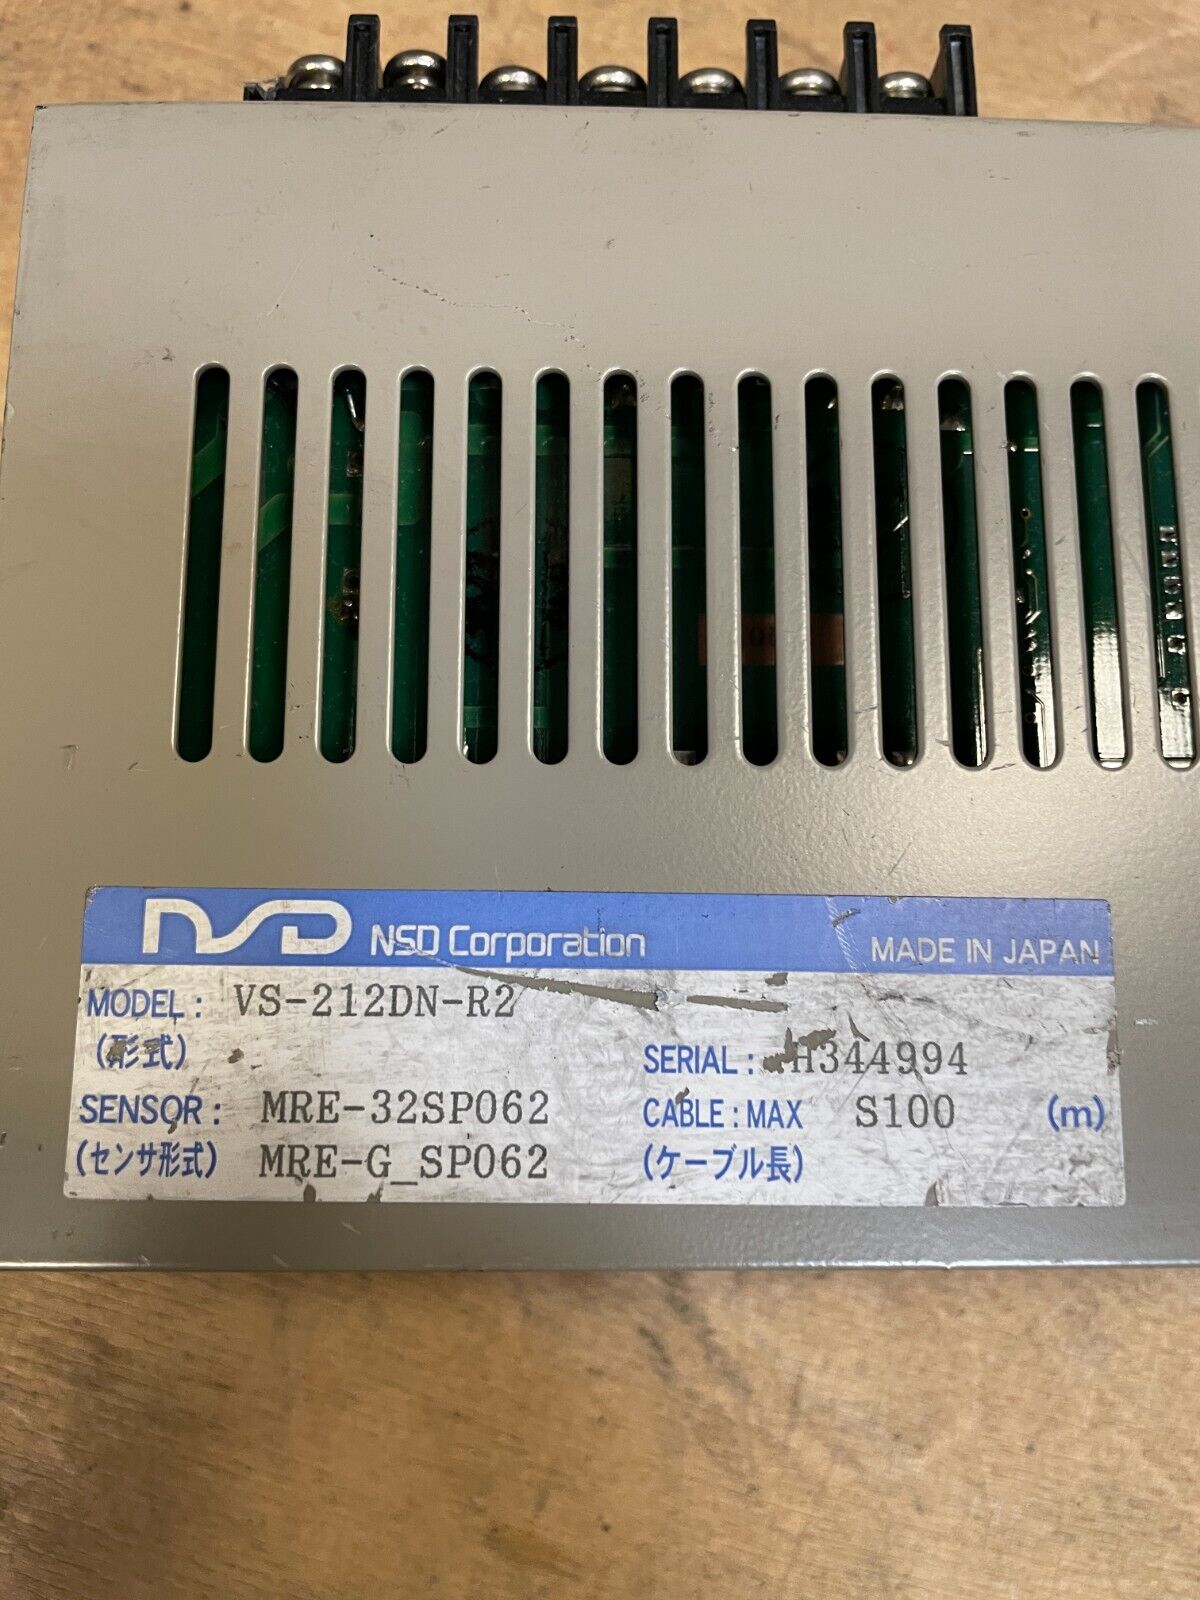 NSD NSD Corporation MADE IN JAPAN
MODEL: VS-212DN-R2
(形式)
SERIAL: H344994
SENSOR: MRE-32SP062 CABLE: MAX S100 (m)
(センサ形式) MRE-G_SP062 (ケーブル長)